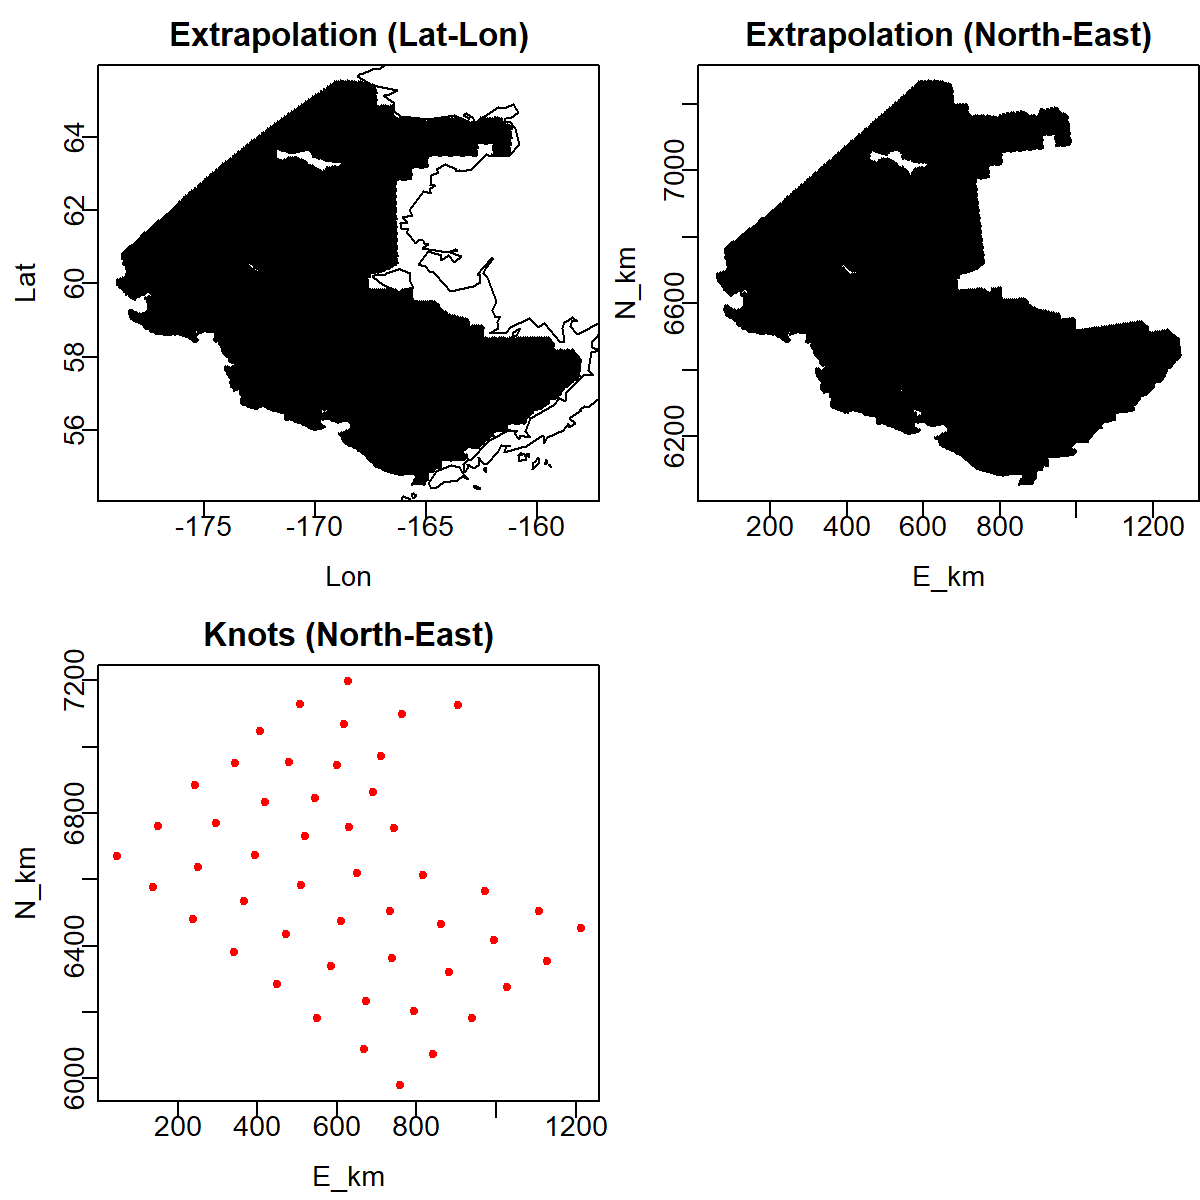 Extrapolation (Lat-Lon)
Lat
64
62
60
58
56
-175 -170 -165 -160
Lon
Extrapolation (North-East)
N_km
7000
6600
6200
200 400 600 800 1200
E_km
Knots (North-East)
N_km
7200
6800
6400
6000
200 400 600 800 1200
E_km